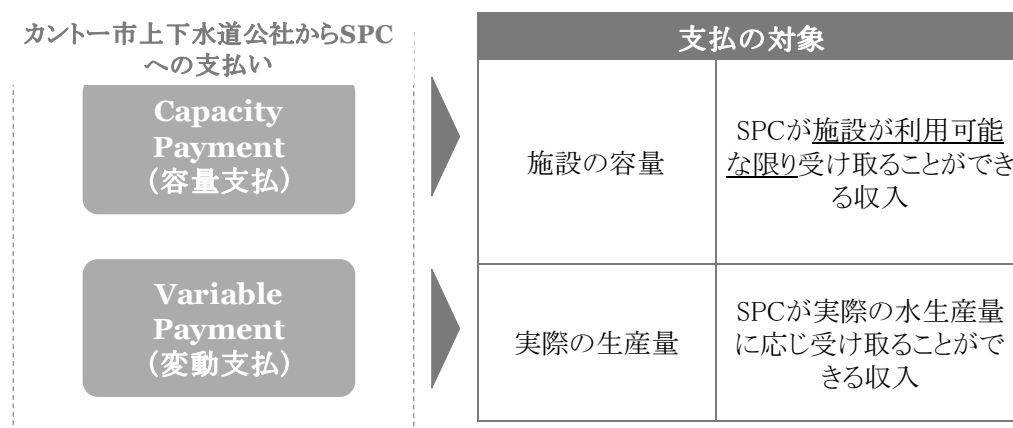 カントー市上下水道公社からSPC
への支払い
Capacity
Payment
（容量支払）
Variable
Payment
（変動支払）
支払の対象
施設の容量
SPCが施設が利用可能
な限り受け取ることができ
る収入
実際の生産量
SPCが実際の水生産量
に応じ受け取ることがで
きる収入